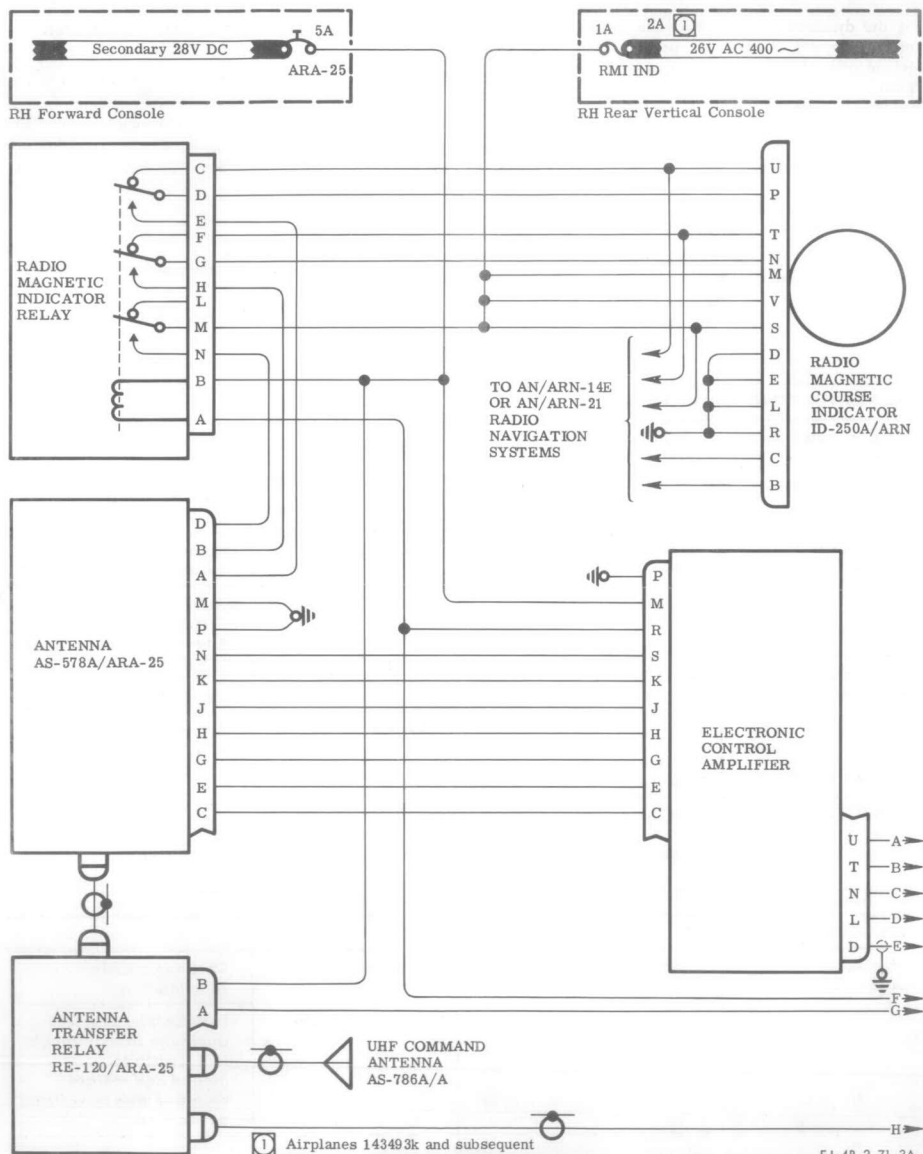 5A
Secondary 28V DC
ARA-25
RH Forward Console
1A
2A
1
26V AC 400 ~
RMI IND
RH Rear Vertical Console
RADIO
MAGNETIC
INDICATOR
RELAY
C
D
E
F
G
H
L
M
N
B
A
U
P
T
N
M
V
S
D
E
L
R
C
B
TO AN/ARN-14E
OR AN/ARN-21
RADIO
NAVIGATION
SYSTEMS
RADIO
MAGNETIC
COURSE
INDICATOR
ID-250A/ARN
ANTENNA
AS-578A/ARA-25
D
B
A
M
P
N
K
J
H
G
E
C
P
M
R
S
K
J
H
G
E
C
ELECTRONIC
CONTROL
AMPLIFIER
U
T
N
L
D
A
B
C
D
E
F
G
ANTENNA
TRANSFER
RELAY
RE-120/ARA-25
B
A
UHF COMMAND
ANTENNA
AS-786A/A
H
1 Airplanes 143493k and subsequent